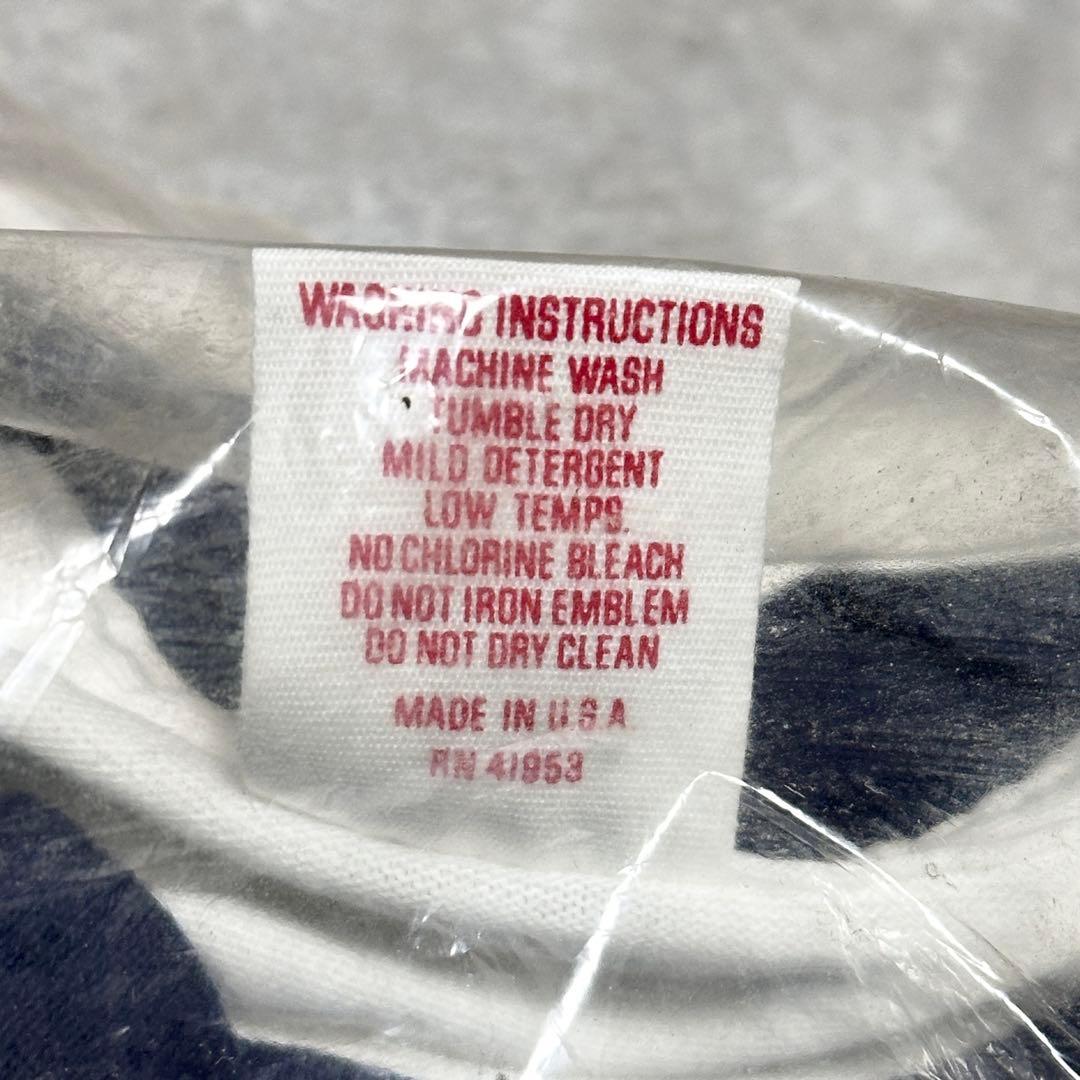 WASHING INSTRUCTIONS
MACHINE WASH
TUMBLE DRY
MILD DETERGENT
LOW TEMPS.
NO CHLORINE BLEACH
DO NOT IRON EMBLEM
DO NOT DRY CLEAN
MADE IN U.S.A.
RN 41953